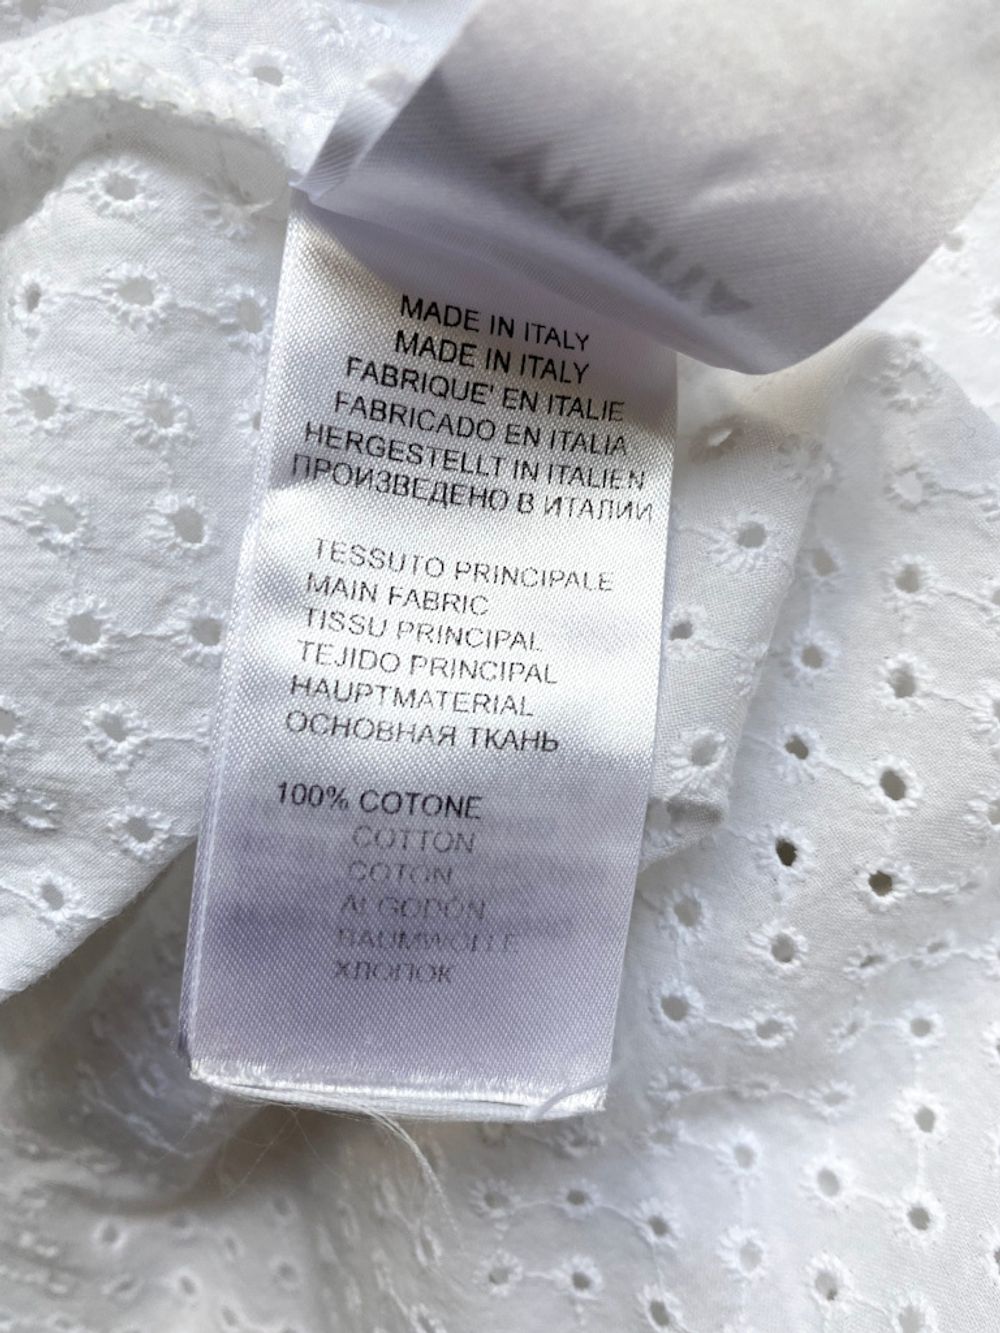 MADE IN ITALY
MADE IN ITALY
FABRIQUE' EN ITALIE
FABRICADO EN ITALIA
HERGESTELLT IN ITALIEN
ПРОИЗВЕДЕНО В ИТАЛИИ
TESSUTO PRINCIPALE
MAIN FABRIC
TISSU PRINCIPAL
TEJIDO PRINCIPAL
HAUPTMATERIAL
ОСНОВНАЯ ТКАНЬ
100% COTONE
COTTON
COTON
ALGODÓN
BAUMWOLLE
ХЛОПОК